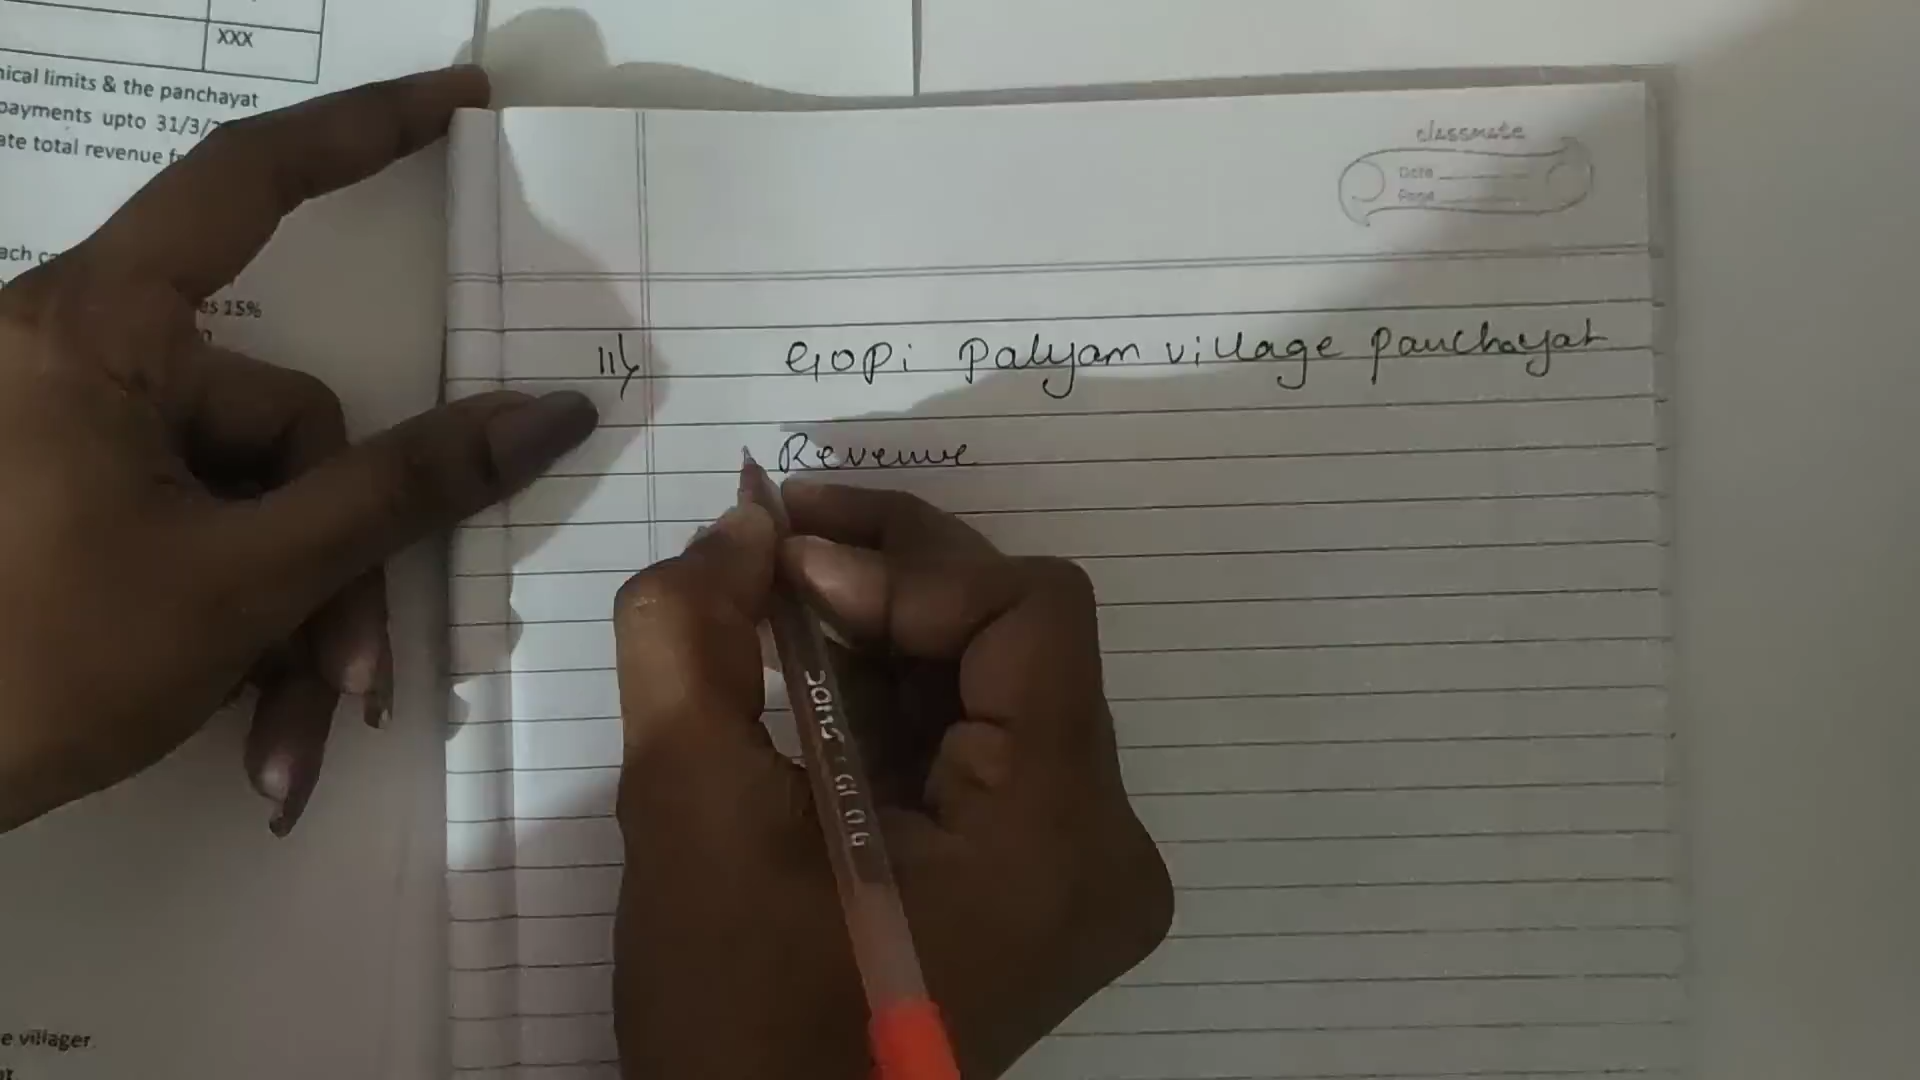 XXX
nical limits & the panchayat
payments upto 31/3/
ate total revenue
ach
es 15%
e villager.
classmate
Date
Page
11) Gopi Palyam village Panchayat
Revenue